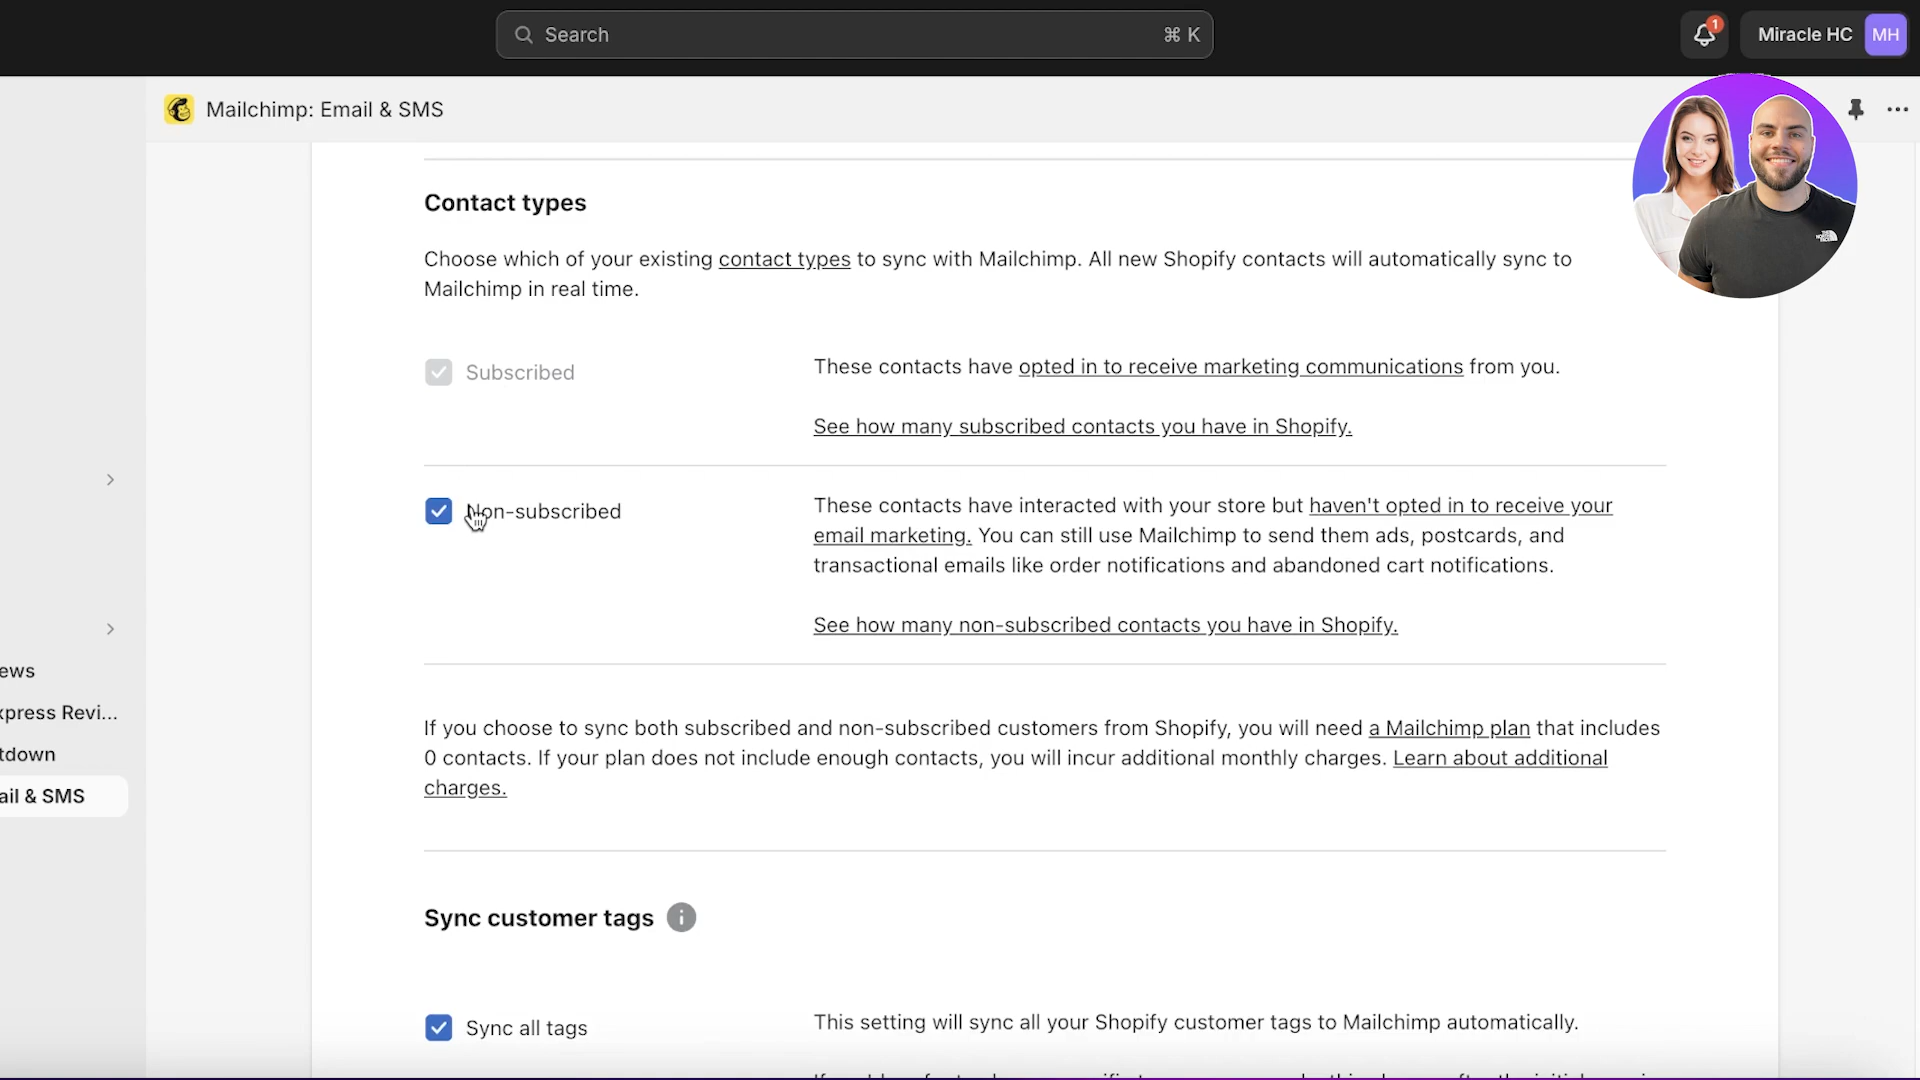 Search
⌘ K
1
Miracle HC
MH
Mailchimp: Email & SMS
Contact types
Choose which of your existing contact types to sync with Mailchimp. All new Shopify contacts will automatically sync to
Mailchimp in real time.
Subscribed
These contacts have opted in to receive marketing communications from you.
See how many subscribed contacts you have in Shopify.
Non-subscribed
These contacts have interacted with your store but haven't opted in to receive your
email marketing. You can still use Mailchimp to send them ads, postcards, and
transactional emails like order notifications and abandoned cart notifications.
See how many non-subscribed contacts you have in Shopify.
ews
xpress Revi...
tdown
ail & SMS
If you choose to sync both subscribed and non-subscribed customers from Shopify, you will need a Mailchimp plan that includes
0 contacts. If your plan does not include enough contacts, you will incur additional monthly charges. Learn about additional
charges.
Sync customer tags
Sync all tags
This setting will sync all your Shopify customer tags to Mailchimp automatically.